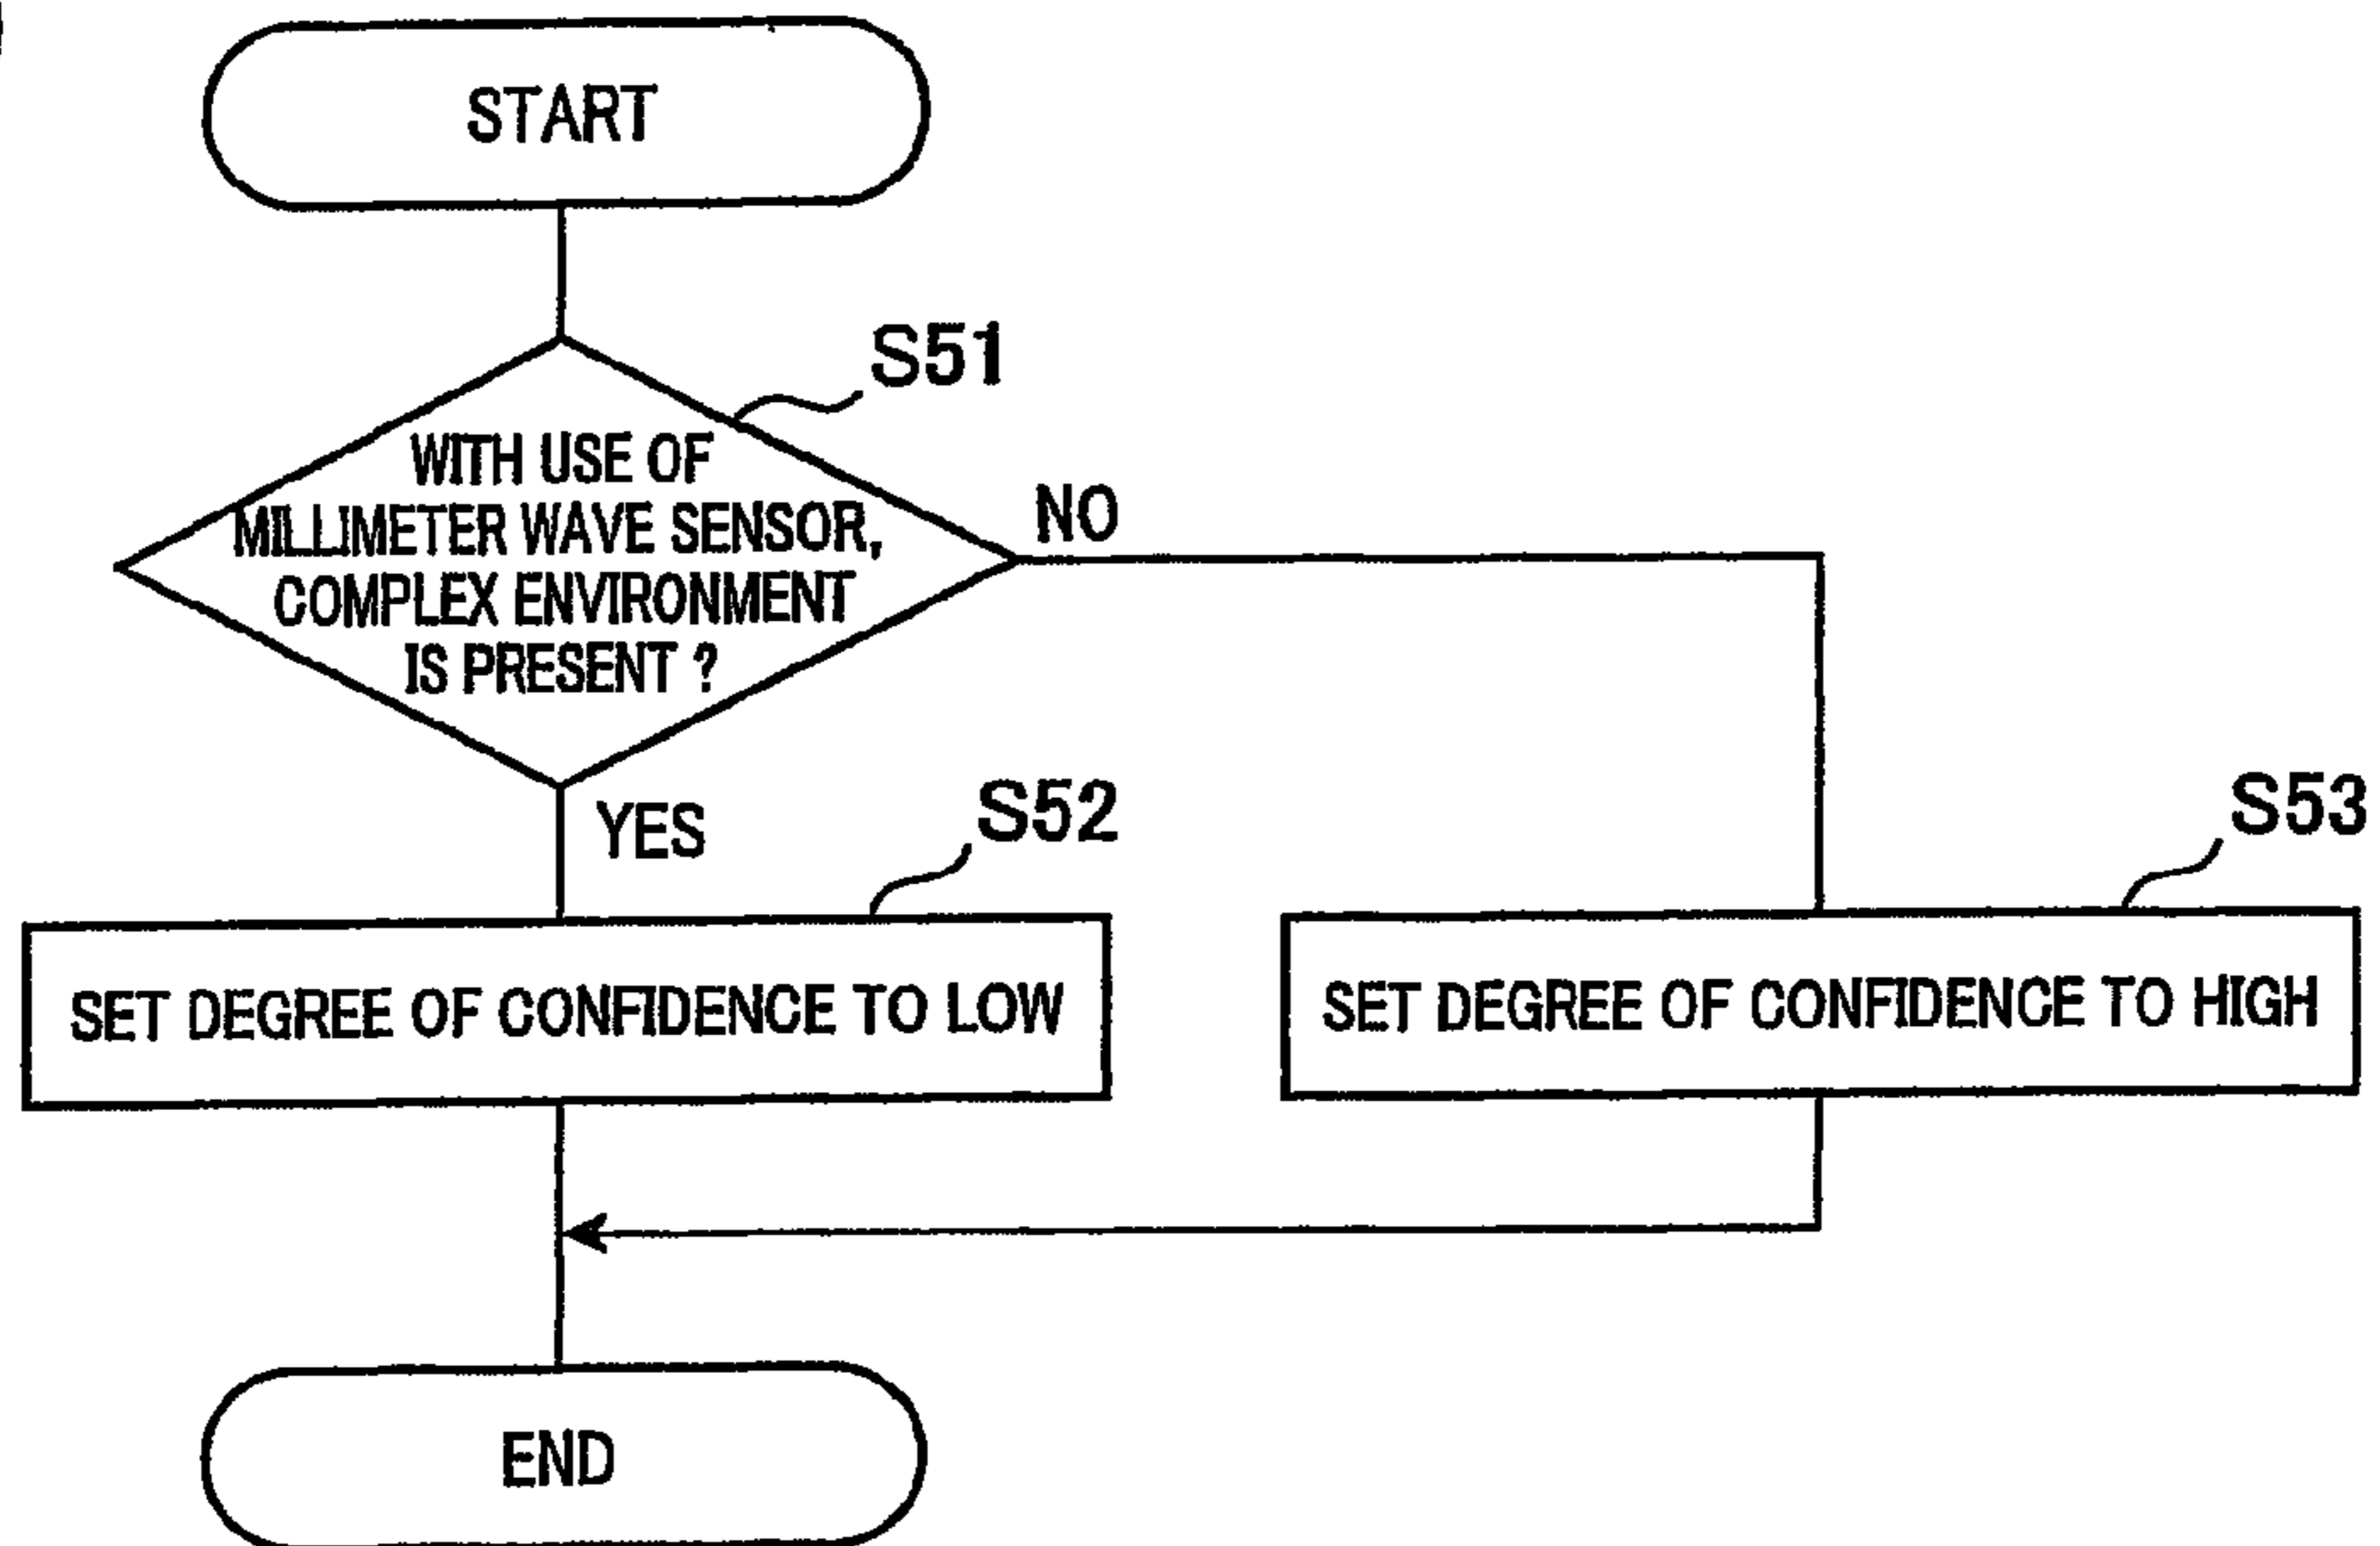 START
S51
WITH USE OF
MILLIMETER WAVE SENSOR,
COMPLEX ENVIRONMENT
IS PRESENT ?
NO
YES
S52
S53
SET DEGREE OF CONFIDENCE TO LOW
SET DEGREE OF CONFIDENCE TO HIGH
END